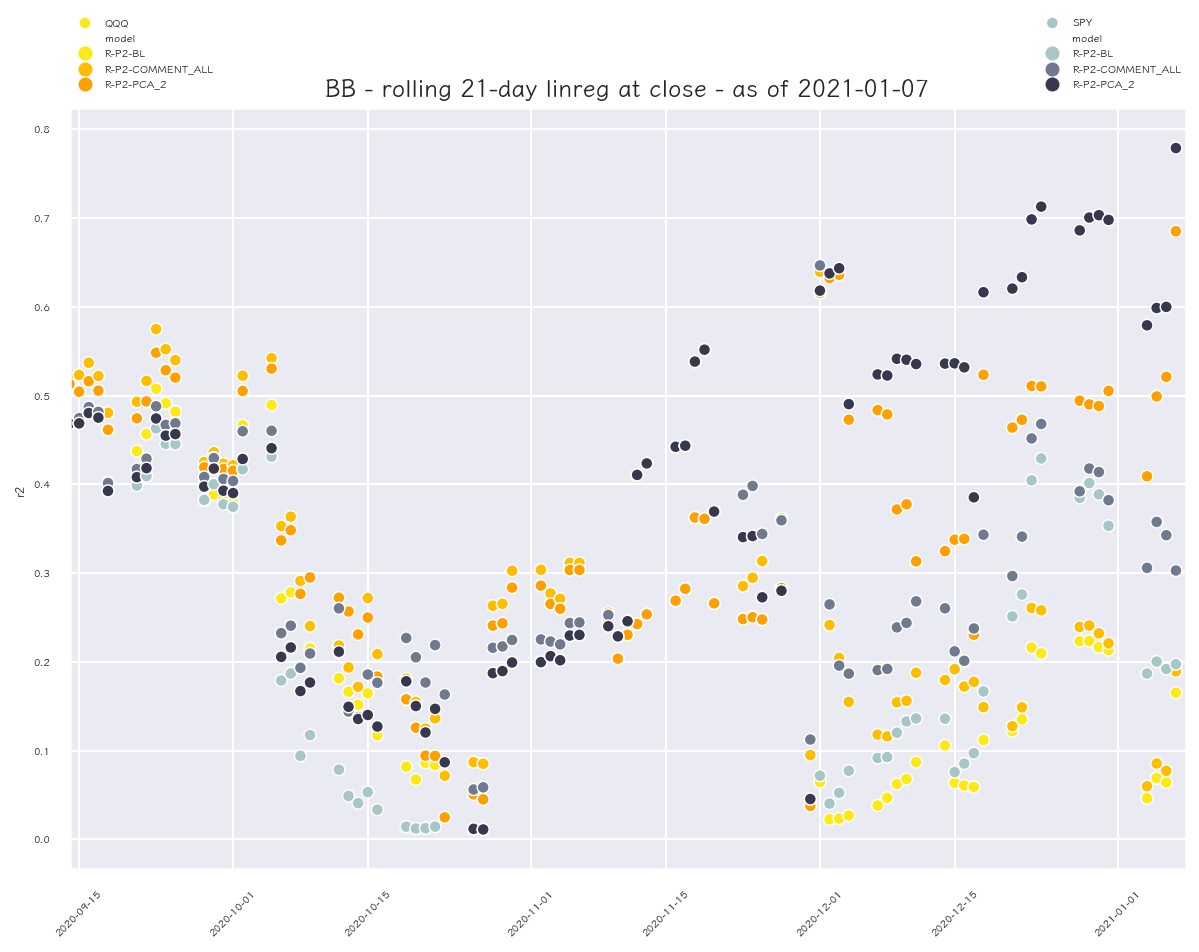 QQQ
model
R-P2-BL
R-P2-COMMENT_ALL
R-P2-PCA_2
SPY
model
R-P2-BL
R-P2-COMMENT_ALL
R-P2-PCA_2
BB - rolling 21-day linreg at close - as of 2021-01-07
0.8
0.7
0.6
0.5
0.4
0.3
0.2
0.1
0.0
r2
2020-09-15
2020-10-01
2020-10-15
2020-11-01
2020-11-15
2020-12-01
2020-12-15
2021-01-01